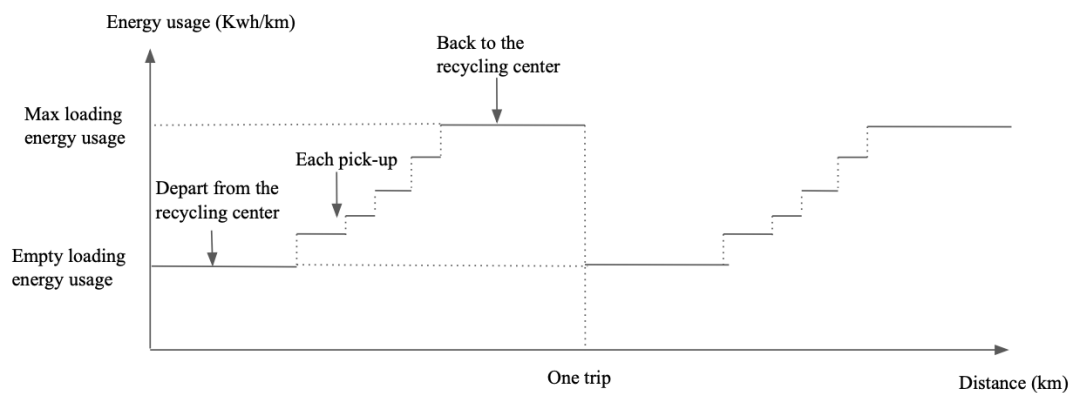 Energy usage (Kwh/km)
Back to the
recycling center
Max loading
energy usage
Each pick-up
Depart from the
recycling center
Empty loading
energy usage
One trip
Distance (km)